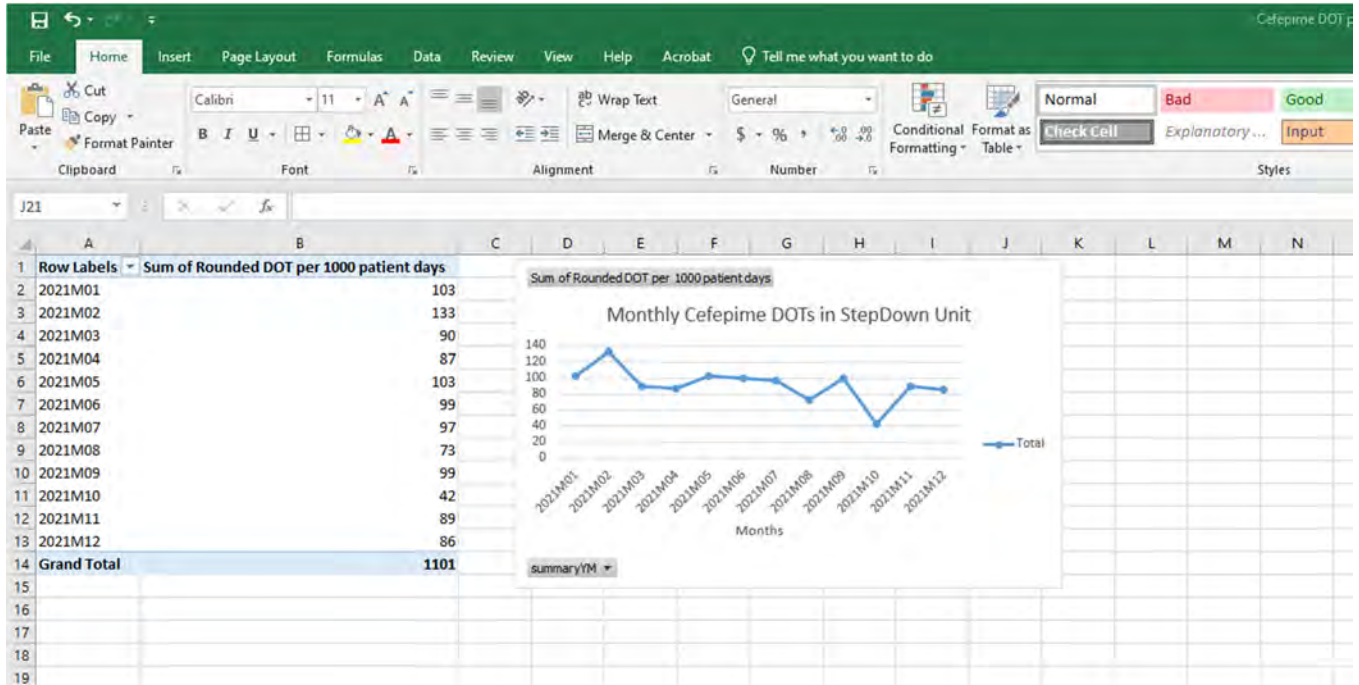 Cefepime DOT p
File Home Insert Page Layout Formulas Data Review View Help Acrobat Tell me what you want to do
Cut
Copy
Format Painter
Paste
Clipboard
Calibri 11 A A
B I U A
Font
ab Wrap Text
Merge & Center
Alignment
General
$ % , .00 .00
Number
Conditional Formatting
Format as Table
Normal Bad Good
Check Cell Explanatory ... Input
Styles
J21 fx
A B C D E F G H I J K L M N
1 Row Labels Sum of Rounded DOT per 1000 patient days
2 2021M01 103
3 2021M02 133
4 2021M03 90
5 2021M04 87
6 2021M05 103
7 2021M06 99
8 2021M07 97
9 2021M08 73
10 2021M09 99
11 2021M10 42
12 2021M11 89
13 2021M12 86
14 Grand Total 1101
15
16
17
18
19
Sum of Rounded DOT per 1000 patient days
Monthly Cefepime DOTs in StepDown Unit
140
120
100
80
60
40
20
0
2021M01 2021M02 2021M03 2021M04 2021M05 2021M06 2021M07 2021M08 2021M09 2021M10 2021M11 2021M12
Months
Total
summaryYM